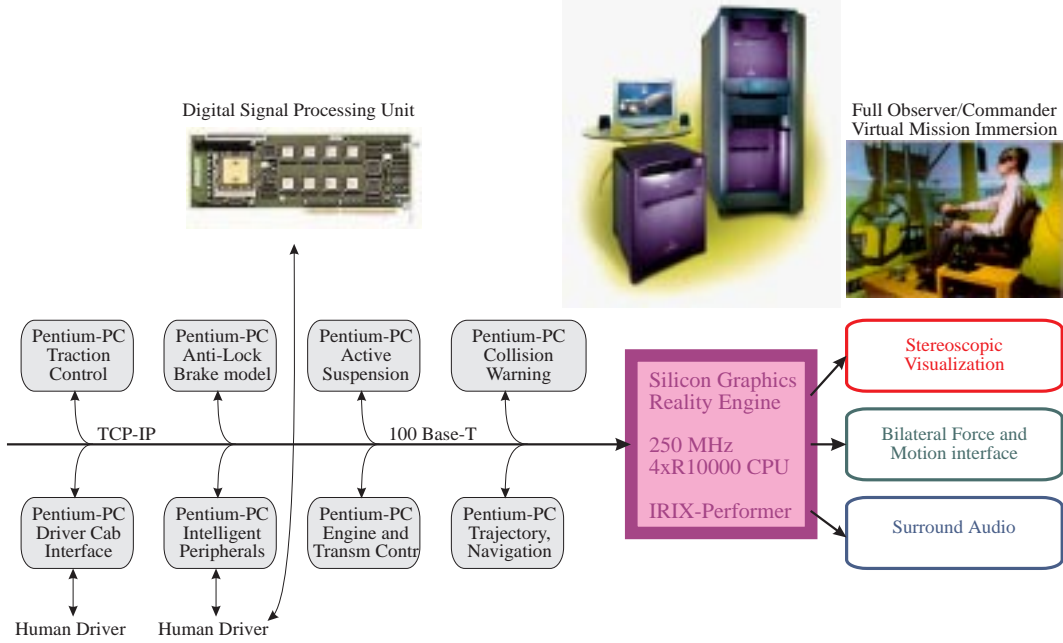 Digital Signal Processing Unit
Full Observer/Commander
Virtual Mission Immersion
Pentium-PC
Traction
Control
Pentium-PC
Anti-Lock
Brake model
Pentium-PC
Active
Suspension
Pentium-PC
Collision
Warning
TCP-IP
100 Base-T
Pentium-PC
Driver Cab
Interface
Pentium-PC
Intelligent
Peripherals
Pentium-PC
Engine and
Transm Contr
Pentium-PC
Trajectory,
Navigation
Human Driver
Human Driver
Silicon Graphics
Reality Engine
250 MHz
4xR10000 CPU
IRIX-Performer
Stereoscopic
Visualization
Bilateral Force and
Motion interface
Surround Audio